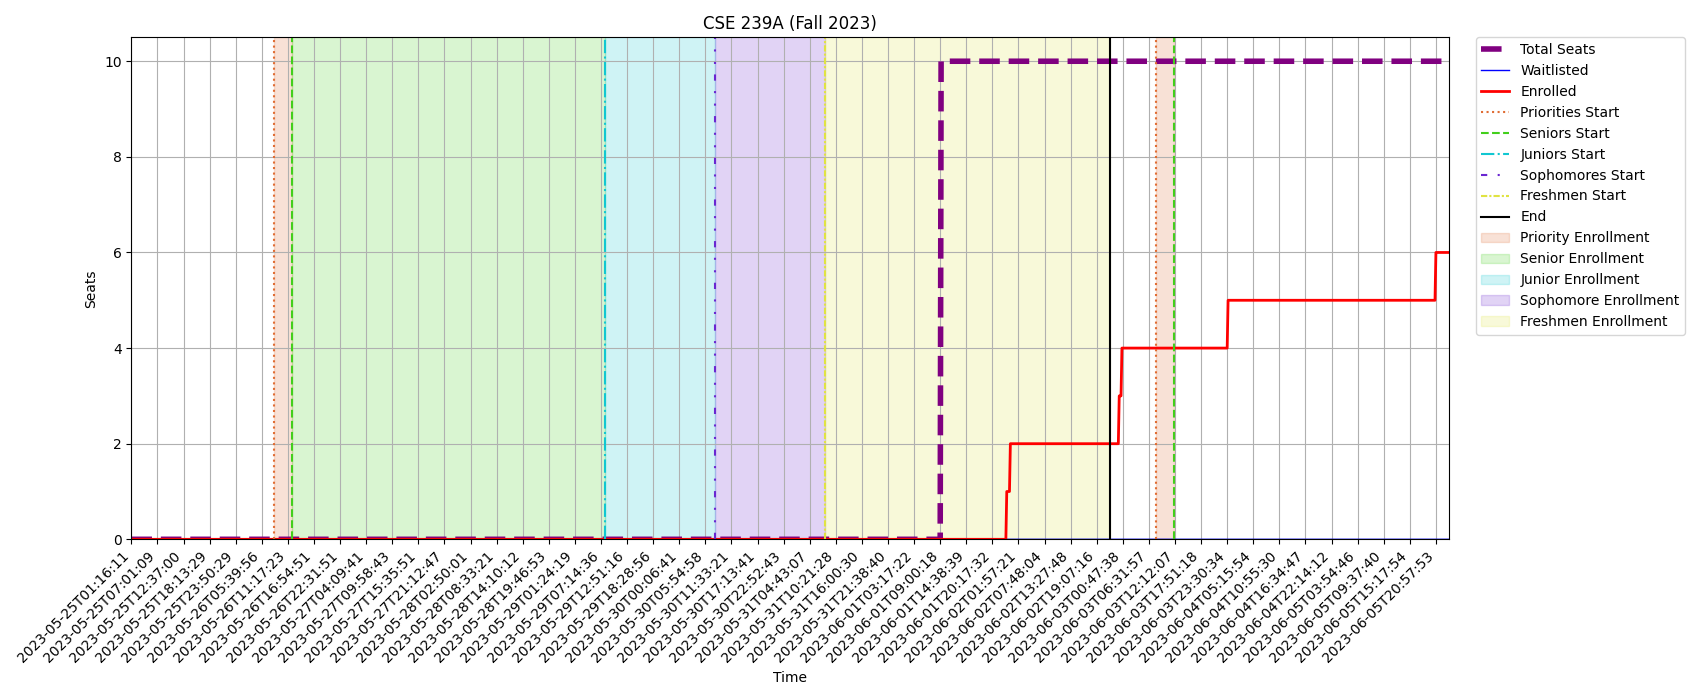 CSE 239A (Fall 2023)
Total Seats
Waitlisted
Enrolled
Priorities Start
Seniors Start
Juniors Start
Sophomores Start
Freshmen Start
End
Priority Enrollment
Senior Enrollment
Junior Enrollment
Sophomore Enrollment
Freshmen Enrollment
Seats
10
8
6
4
2
0
2023-05-25T01:16:11
2023-05-25T07:01:09
2023-05-25T12:37:00
2023-05-25T18:13:29
2023-05-25T23:50:29
2023-05-26T05:39:56
2023-05-26T11:17:23
2023-05-26T16:54:51
2023-05-26T22:31:51
2023-05-27T04:09:41
2023-05-27T09:58:43
2023-05-27T15:35:51
2023-05-27T21:12:47
2023-05-28T02:50:01
2023-05-28T08:33:21
2023-05-28T14:10:12
2023-05-28T19:46:53
2023-05-29T01:24:19
2023-05-29T07:14:36
2023-05-29T12:51:16
2023-05-29T18:28:56
2023-05-30T00:06:41
2023-05-30T05:54:58
2023-05-30T11:33:21
2023-05-30T17:13:41
2023-05-30T22:52:43
2023-05-31T04:43:07
2023-05-31T10:21:28
2023-05-31T16:00:30
2023-05-31T21:38:40
2023-06-01T03:17:22
2023-06-01T09:00:18
2023-06-01T14:38:39
2023-06-01T20:17:32
2023-06-02T01:57:21
2023-06-02T07:48:04
2023-06-02T13:27:48
2023-06-02T19:07:16
2023-06-03T00:47:38
2023-06-03T06:31:57
2023-06-03T12:12:07
2023-06-03T17:51:18
2023-06-03T23:30:34
2023-06-04T05:15:54
2023-06-04T10:55:30
2023-06-04T16:34:47
2023-06-04T22:14:12
2023-06-05T03:54:46
2023-06-05T09:37:40
2023-06-05T15:17:54
2023-06-05T20:57:53
Time